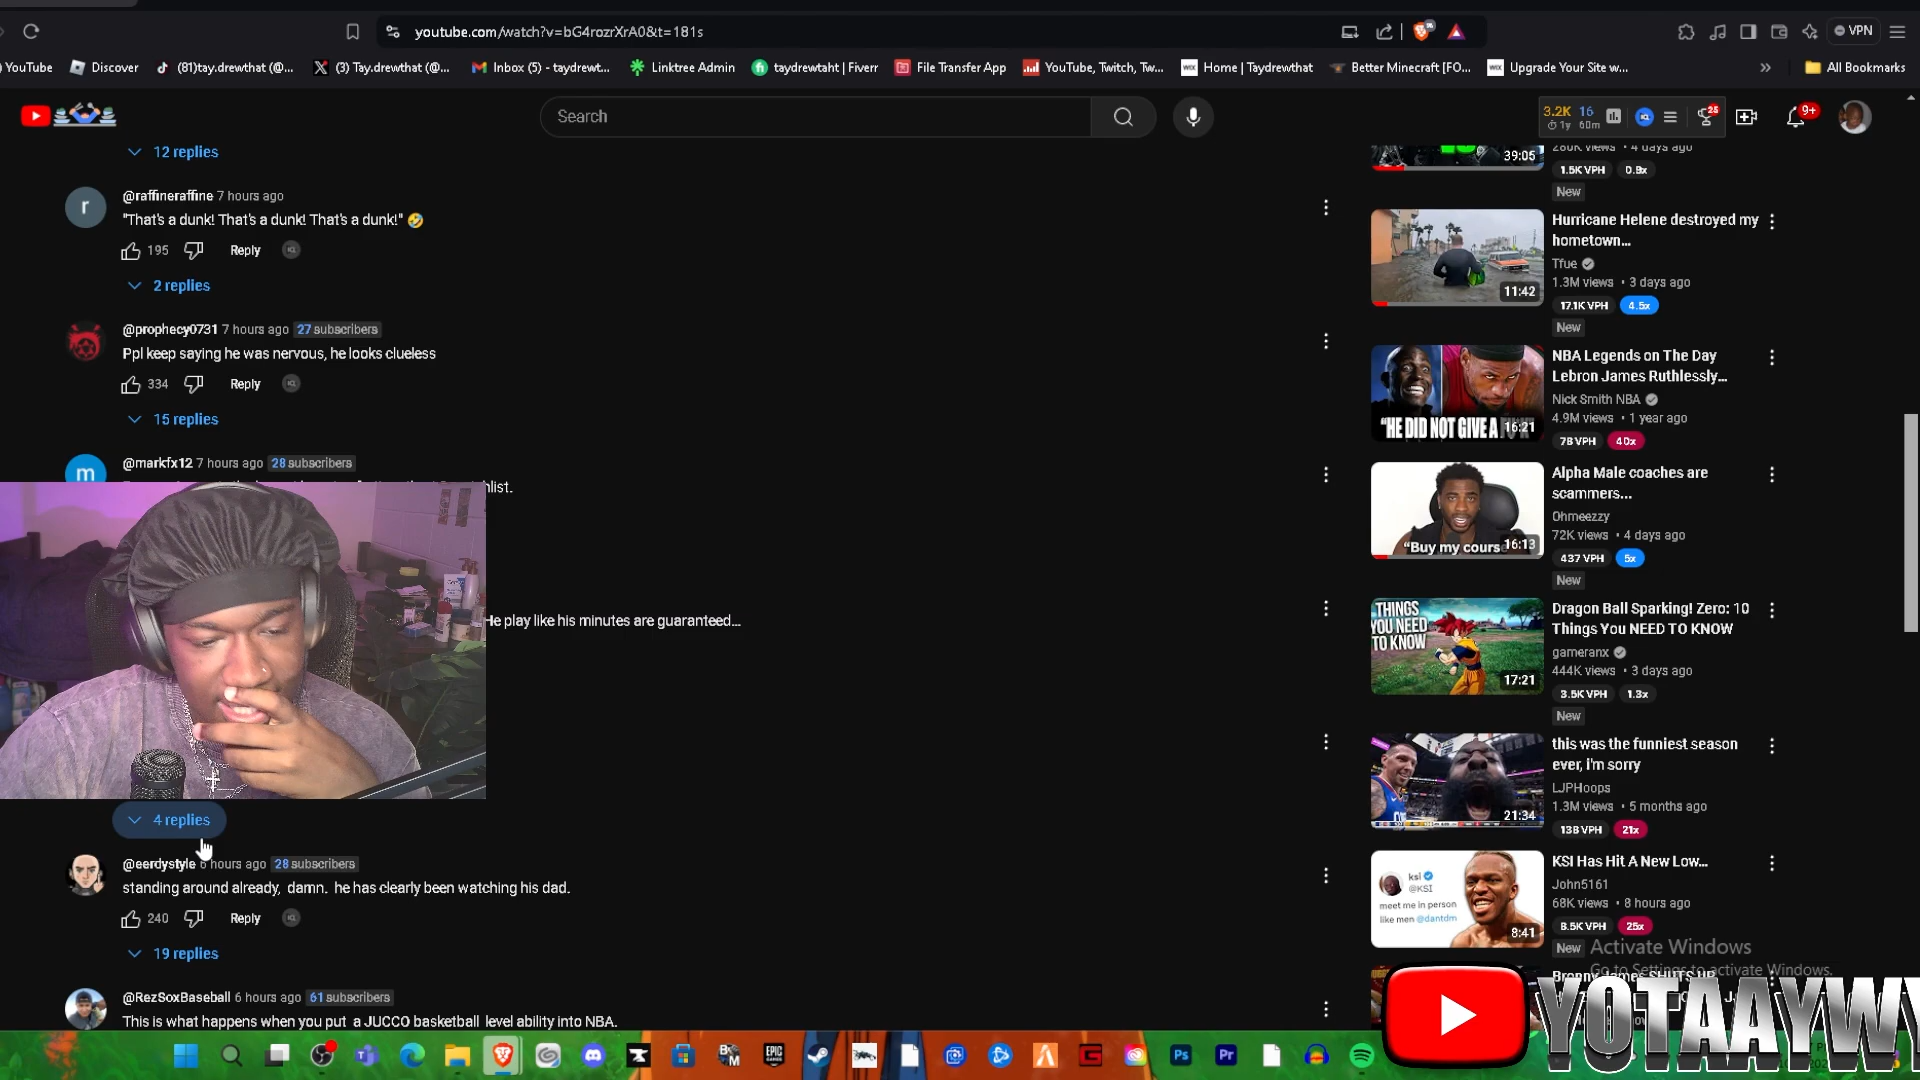 youtube.com/watch?v=bG4rozrXrA0&t=181s
VPN
YouTube
Discover
(81)tay.drewthat (@...
(3) Tay.drewthat (@...
Inbox (5) - taydrewt...
Linktree Admin
taydrewtaht | Fiverr
File Transfer App
YouTube, Twitch, Tw...
Home | Taydrewthat
Better Minecraft [FO...
Upgrade Your Site w...
All Bookmarks
Search
3.2K 16
1y 60m
25
9+
12 replies
@raffineraffine 7 hours ago
"That's a dunk! That's a dunk! That's a dunk!" 🤣
195 Reply
2 replies
@prophecy0731 7 hours ago 27 subscribers
Ppl keep saying he was nervous, he looks clueless
334 Reply
15 replies
@markfx12 7 hours ago 28 subscribers
He play like his minutes are guaranteed...
4 replies
6 hours ago 28 subscribers
standing around already, damn. he has clearly been watching his dad.
240 Reply
19 replies
@RezSoxBaseball 6 hours ago 61 subscribers
This is what happens when you put a JUCCO basketball level ability into NBA.
39:05
280K views • 4 days ago
1.5K VPH 0.8x
New
11:42
Hurricane Helene destroyed my
hometown...
Tfue
1.3M views • 3 days ago
17.1K VPH 4.5x
New
"HE DID NOT GIVE A
16:21
NBA Legends on The Day
Lebron James Ruthlessly...
Nick Smith NBA
4.9M views • 1 year ago
78 VPH 40x
"Buy my cours
16:13
Alpha Male coaches are
scammers...
Ohmeezzy
72K views • 4 days ago
437 VPH 5x
New
THINGS
YOU NEED
TO KNOW
17:21
Dragon Ball Sparking! Zero: 10
Things You NEED TO KNOW
gameranx
444K views • 3 days ago
3.5K VPH 1.3x
New
21:34
this was the funniest season
ever, i'm sorry
LJPHoops
1.3M views • 5 months ago
138 VPH 21x
ksi
@KSI
meet me in person
like men @dantdm
8:41
KSI Has Hit A New Low...
John5161
68K views • 8 hours ago
8.5K VPH 25x
New
Activate Windows
Go to Settings to activate Windows.
Bronny James SHUTS UP
YOTAAYWY